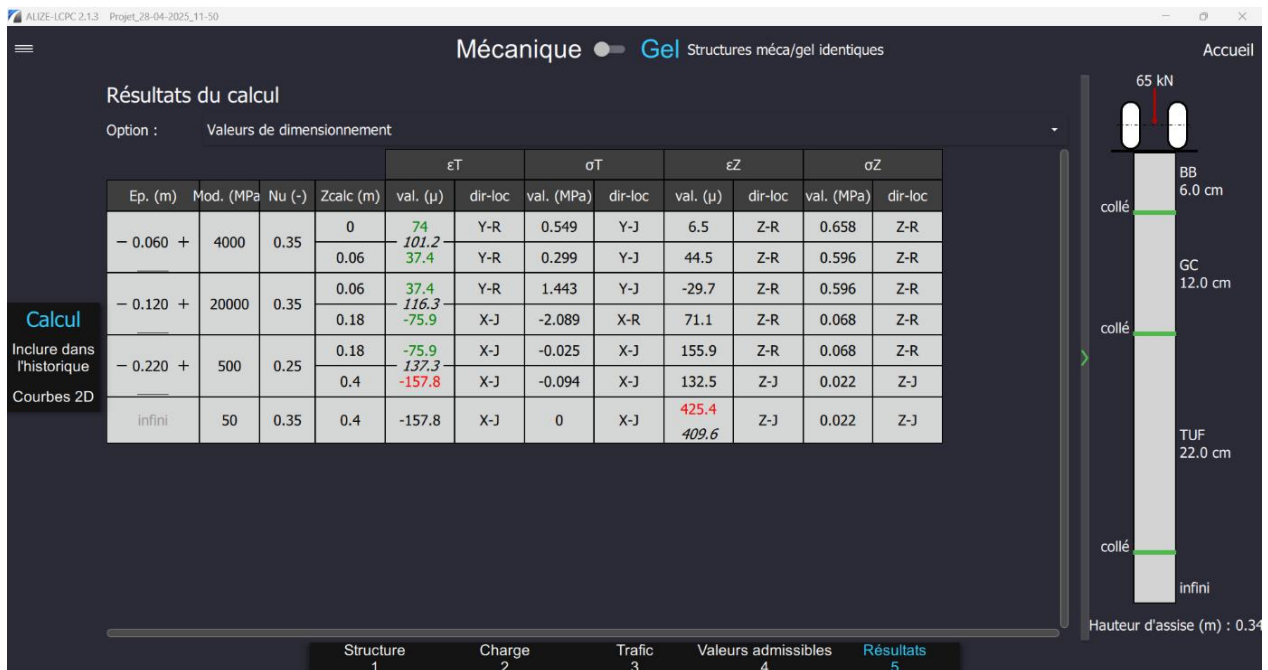 ALIZE-LCPC 2.1.3 Projet_28-04-2025_11-50
Mécanique Gel Structures méca/gel identiques
Accueil
Résultats du calcul
Option : Valeurs de dimensionnement
εT σT εZ σZ
Ep. (m) Mod. (MPa Nu (-) Zcalc (m) val. (μ) dir-loc val. (MPa) dir-loc val. (μ) dir-loc val. (MPa) dir-loc
− 0.060 + 4000 0.35 0 74 Y-R 0.549 Y-J 6.5 Z-R 0.658 Z-R
101.2
0.06 37.4 Y-R 0.299 Y-J 44.5 Z-R 0.596 Z-R
− 0.120 + 20000 0.35 0.06 37.4 Y-R 1.443 Y-J -29.7 Z-R 0.596 Z-R
116.3
0.18 -75.9 X-J -2.089 X-R 71.1 Z-R 0.068 Z-R
− 0.220 + 500 0.25 0.18 -75.9 X-J -0.025 X-J 155.9 Z-R 0.068 Z-R
137.3
0.4 -157.8 X-J -0.094 X-J 132.5 Z-J 0.022 Z-J
infini 50 0.35 0.4 -157.8 X-J 0 X-J 425.4 Z-J 0.022 Z-J
409.6
Calcul
Inclure dans
l'historique
Courbes 2D
65 kN
BB
6.0 cm
collé
GC
12.0 cm
collé
TUF
22.0 cm
collé
infini
Hauteur d'assise (m) : 0.34
Structure Charge Trafic Valeurs admissibles Résultats
1 2 3 4 5